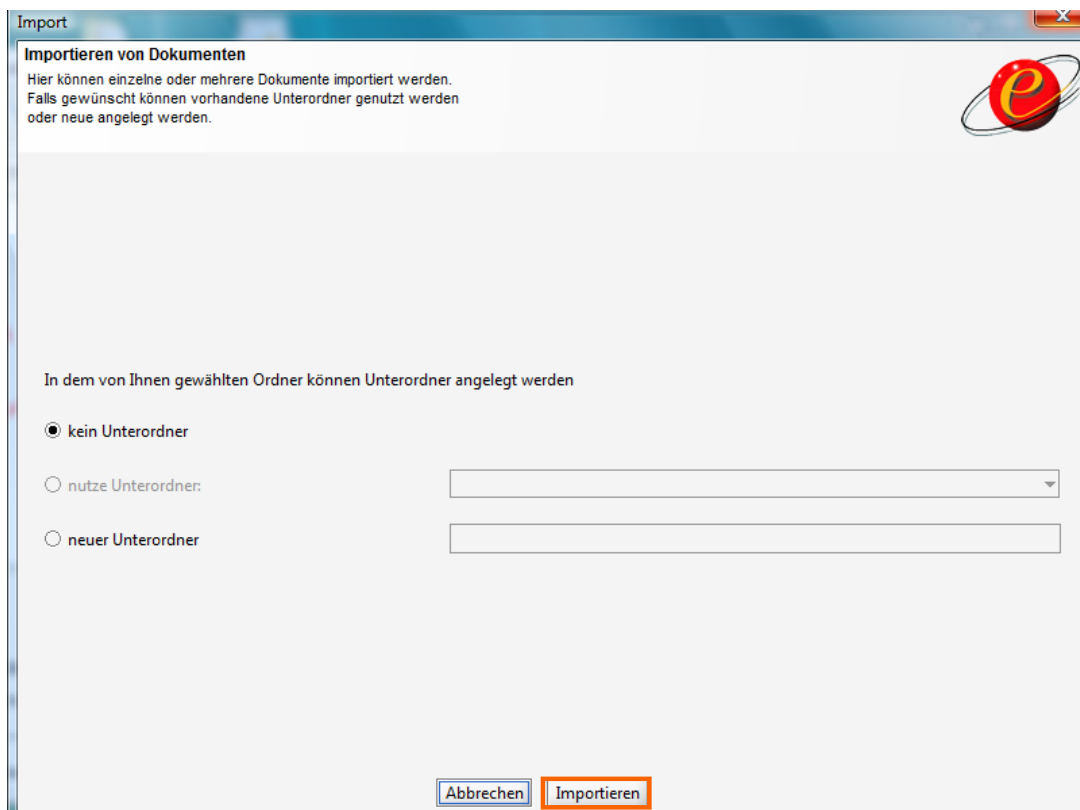 Import
X
Importieren von Dokumenten
Hier können einzelne oder mehrere Dokumente importiert werden.
Falls gewünscht können vorhandene Unterordner genutzt werden
oder neue angelegt werden.
e
In dem von Ihnen gewählten Ordner können Unterordner angelegt werden
kein Unterordner
nutze Unterordner:
neuer Unterordner
Abbrechen Importieren